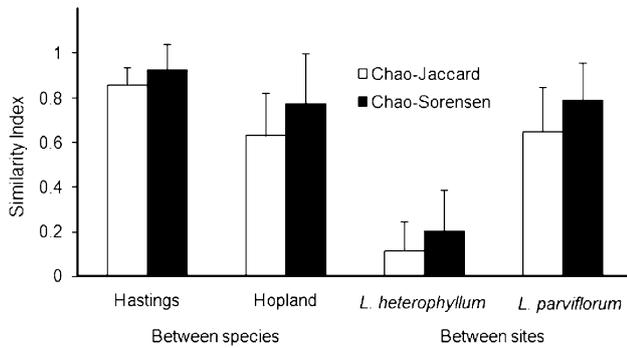 Similarity Index
1
0.8
0.6
0.4
0.2
0
Chao-Jaccard
Chao-Sorensen
Hastings Hopland L. heterophyllum L. parviflorum
Between species Between sites